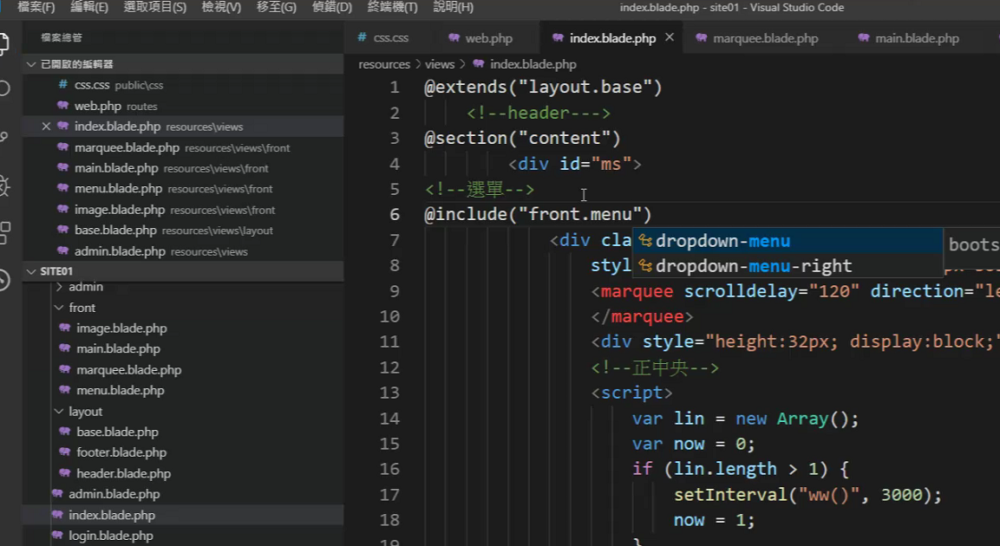 檔案(F) 編輯(E) 選取項目(S) 檢視(V) 移至(G) 偵錯(D) 終端機(T) 說明(H) index.blade.php - site01 - Visual Studio Code
檔案總管
已開啟的編輯器
# css.css public\css
web.php routes
× index.blade.php resources\views
marquee.blade.php resources\views\front
main.blade.php resources\views\front
menu.blade.php resources\views\front
image.blade.php resources\views\front
base.blade.php resources\views\layout
admin.blade.php resources\views
SITE01
admin
front
image.blade.php
main.blade.php
marquee.blade.php
menu.blade.php
layout
base.blade.php
footer.blade.php
header.blade.php
admin.blade.php
index.blade.php
login.blade.php
# css.css web.php index.blade.php × marquee.blade.php main.blade.php
resources > views > index.blade.php
1 @extends("layout.base")
2 <!--header--->
3 @section("content")
4 <div id="ms">
5 <!--選單-->
6 @include("front.menu")
7 <div cla
dropdown-menu boots
8 styl
dropdown-menu-right
9 <marquee scrolldelay="120" direction="le
10 </marquee>
11 <div style="height:32px; display:block;"
12 <!--正中央-->
13 <script>
14 var lin = new Array();
15 var now = 0;
16 if (lin.length > 1) {
17 setInterval("ww()", 3000);
18 now = 1;
19 }